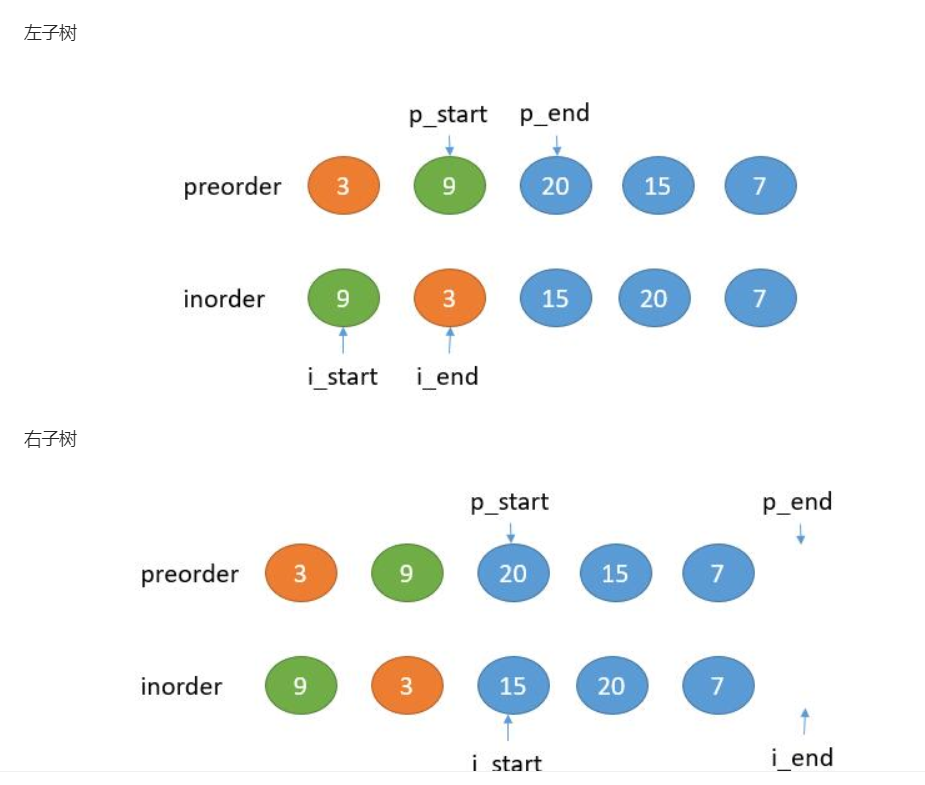 左子树
p_start p_end
preorder 3 9 20 15 7
inorder 9 3 15 20 7
i_start i_end
右子树
p_start p_end
preorder 3 9 20 15 7
inorder 9 3 15 20 7
i_start i_end